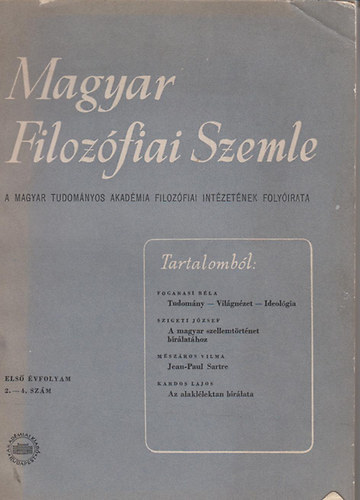 Magyar
Filozófiai Szemle
A MAGYAR TUDOMÁNYOS AKADÉMIA FILOZÓFIAI INTÉZETÉNEK FOLYÓIRATA
Tartalomból:
FOGARASI BÉLA
Tudomány — Világnézet — Ideológia
SZIGETI JÓZSEF
A magyar szellemtörténet
bírálatához
MÉSZÁROS VILMA
Jean-Paul Sartre
KARDOS LAJOS
Az alaklélektan bírálata
ELSŐ ÉVFOLYAM
2.—4. SZÁM